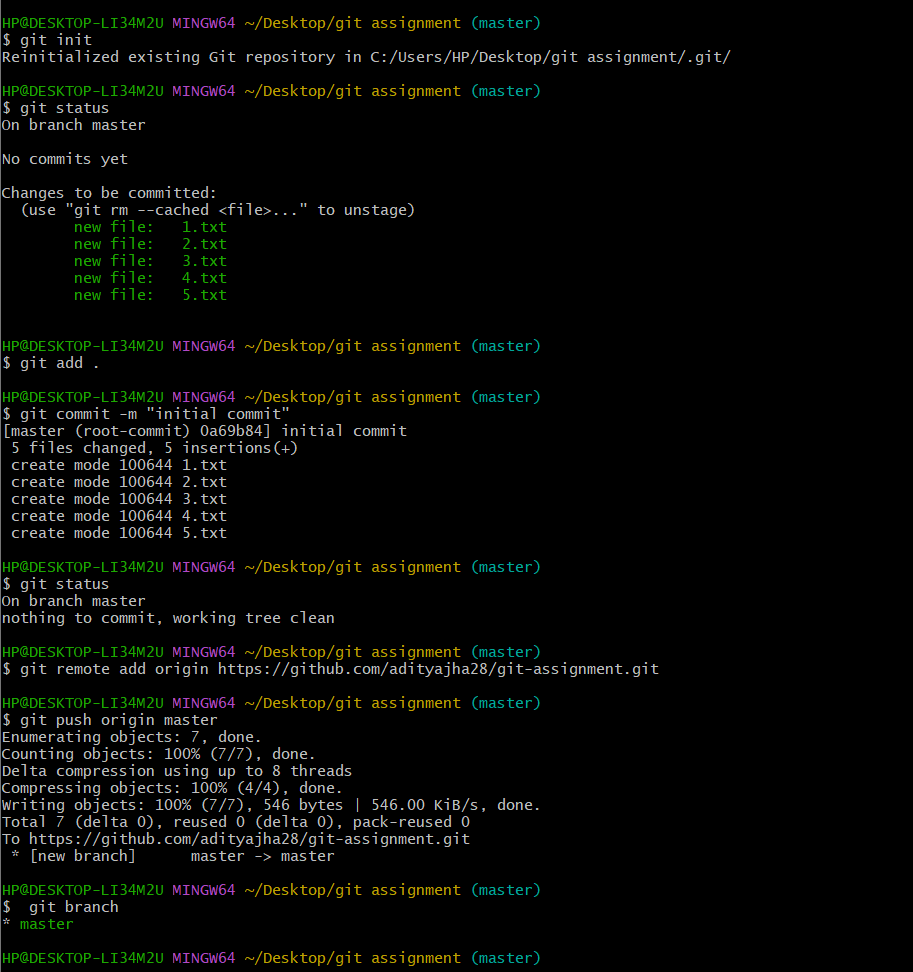 HP@DESKTOP-LI34M2U MINGW64 ~/Desktop/git assignment (master)
$ git init
Reinitialized existing Git repository in C:/Users/HP/Desktop/git assignment/.git/

HP@DESKTOP-LI34M2U MINGW64 ~/Desktop/git assignment (master)
$ git status
On branch master

No commits yet

Changes to be committed:
  (use "git rm --cached <file>..." to unstage)
        new file:   1.txt
        new file:   2.txt
        new file:   3.txt
        new file:   4.txt
        new file:   5.txt


HP@DESKTOP-LI34M2U MINGW64 ~/Desktop/git assignment (master)
$ git add .

HP@DESKTOP-LI34M2U MINGW64 ~/Desktop/git assignment (master)
$ git commit -m "initial commit"
[master (root-commit) 0a69b84] initial commit
 5 files changed, 5 insertions(+)
 create mode 100644 1.txt
 create mode 100644 2.txt
 create mode 100644 3.txt
 create mode 100644 4.txt
 create mode 100644 5.txt

HP@DESKTOP-LI34M2U MINGW64 ~/Desktop/git assignment (master)
$ git status
On branch master
nothing to commit, working tree clean

HP@DESKTOP-LI34M2U MINGW64 ~/Desktop/git assignment (master)
$ git remote add origin https://github.com/adityajha28/git-assignment.git

HP@DESKTOP-LI34M2U MINGW64 ~/Desktop/git assignment (master)
$ git push origin master
Enumerating objects: 7, done.
Counting objects: 100% (7/7), done.
Delta compression using up to 8 threads
Compressing objects: 100% (4/4), done.
Writing objects: 100% (7/7), 546 bytes | 546.00 KiB/s, done.
Total 7 (delta 0), reused 0 (delta 0), pack-reused 0
To https://github.com/adityajha28/git-assignment.git
 * [new branch]      master -> master

HP@DESKTOP-LI34M2U MINGW64 ~/Desktop/git assignment (master)
$  git branch
* master

HP@DESKTOP-LI34M2U MINGW64 ~/Desktop/git assignment (master)